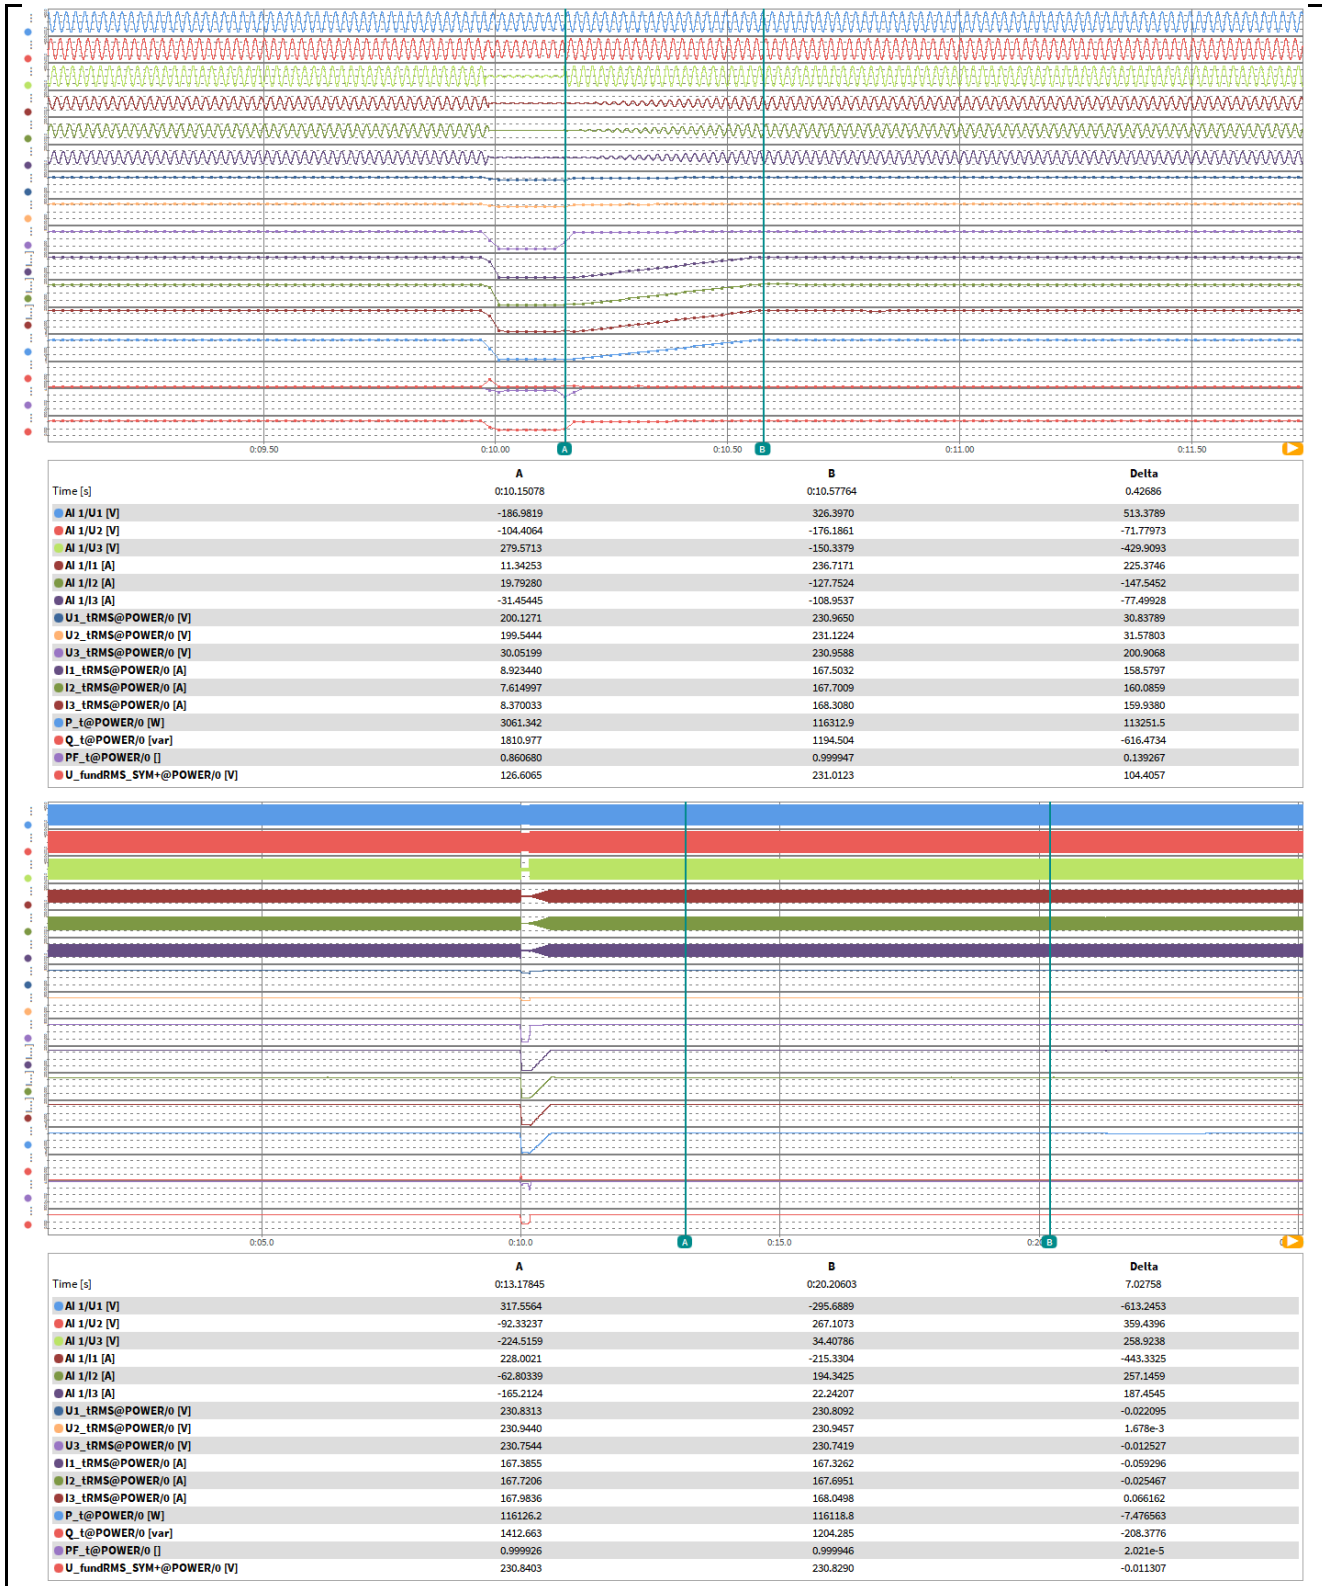 0:09.50 0:10.00 A 0:10.50 B 0:11.00 0:11.50
A B Delta
Time [s] 0:10.15078 0:10.57764 0.42686
AI 1/U1 [V] -186.9819 326.3970 513.3789
AI 1/U2 [V] -104.4064 -176.1861 -71.77973
AI 1/U3 [V] 279.5713 -150.3379 -429.9093
AI 1/I1 [A] 11.34253 236.7171 225.3746
AI 1/I2 [A] 19.79280 -127.7524 -147.5452
AI 1/I3 [A] -31.45445 -108.9537 -77.49928
U1_tRMS@POWER/0 [V] 200.1271 230.9650 30.83789
U2_tRMS@POWER/0 [V] 199.5444 231.1224 31.57803
U3_tRMS@POWER/0 [V] 30.05199 230.9588 200.9068
I1_tRMS@POWER/0 [A] 8.923440 167.5032 158.5797
I2_tRMS@POWER/0 [A] 7.614997 167.7009 160.0859
I3_tRMS@POWER/0 [A] 8.370033 168.3080 159.9380
P_t@POWER/0 [W] 3061.342 116312.9 113251.5
Q_t@POWER/0 [var] 1810.977 1194.504 -616.4734
PF_t@POWER/0 [] 0.860680 0.999947 0.139267
U_fundRMS_SYM+@POWER/0 [V] 126.6065 231.0123 104.4057
0:05.0 0:10.0 A 0:15.0 B
A B Delta
Time [s] 0:13.17845 0:20.20603 7.02758
AI 1/U1 [V] 317.5564 -295.6889 -613.2453
AI 1/U2 [V] -92.33237 267.1073 359.4396
AI 1/U3 [V] -224.5159 34.40786 258.9238
AI 1/I1 [A] 228.0021 -215.3304 -443.3325
AI 1/I2 [A] -62.80339 194.3425 257.1459
AI 1/I3 [A] -165.2124 22.24207 187.4545
U1_tRMS@POWER/0 [V] 230.8313 230.8092 -0.022095
U2_tRMS@POWER/0 [V] 230.9440 230.9457 1.678e-3
U3_tRMS@POWER/0 [V] 230.7544 230.7419 -0.012527
I1_tRMS@POWER/0 [A] 167.3855 167.3262 -0.059296
I2_tRMS@POWER/0 [A] 167.7206 167.6951 -0.025467
I3_tRMS@POWER/0 [A] 167.9836 168.0498 0.066162
P_t@POWER/0 [W] 116126.2 116118.8 -7.476563
Q_t@POWER/0 [var] 1412.663 1204.285 -208.3776
PF_t@POWER/0 [] 0.999926 0.999946 2.021e-5
U_fundRMS_SYM+@POWER/0 [V] 230.8403 230.8290 -0.011307